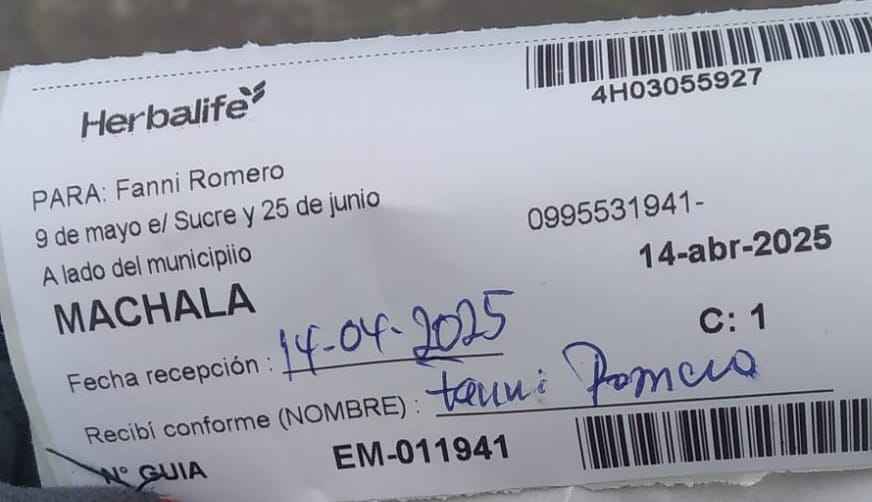 4H03055927
Herbalife
PARA: Fanni Romero
9 de mayo e/ Sucre y 25 de junio
0995531941-
A lado del municipiio
14-abr-2025
MACHALA
C: 1
Fecha recepción : 14-04-2025
Recibí conforme (NOMBRE) : Fanni Romero
Nº GUIA
EM-011941